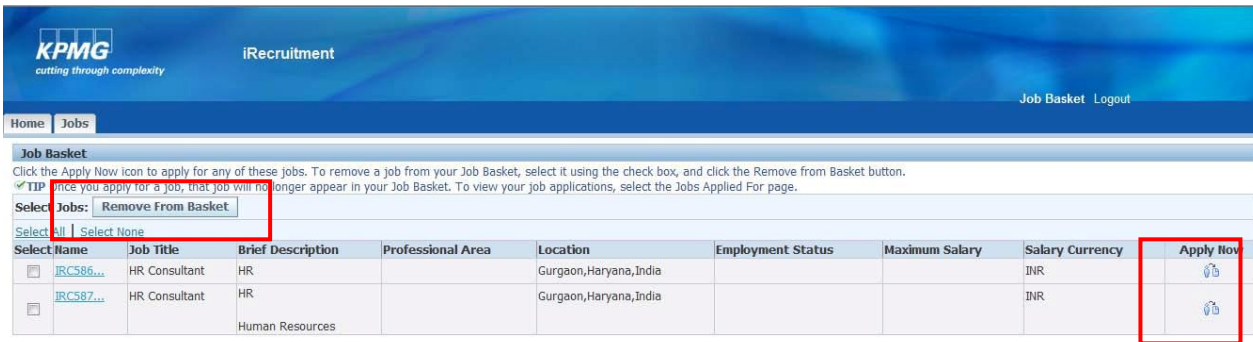 KPMG
cutting through complexity
iRecruitment
Job Basket Logout
Home Jobs
Job Basket
Click the Apply Now icon to apply for any of these jobs. To remove a job from your Job Basket, select it using the check box, and click the Remove from Basket button.
TIP Once you apply for a job, that job will no longer appear in your Job Basket. To view your job applications, select the Jobs Applied For page.
Select Jobs: Remove From Basket
Select All | Select None
Select Name Job Title Brief Description Professional Area Location Employment Status Maximum Salary Salary Currency Apply Now
IRC586... HR Consultant HR Gurgaon,Haryana,India INR
IRC587... HR Consultant HR Gurgaon,Haryana,India INR
Human Resources